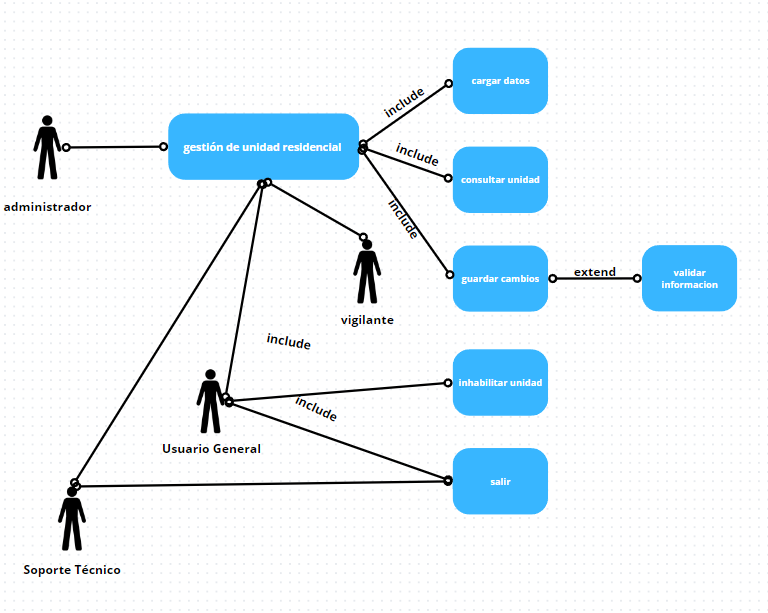 cargar datos
include
gestión de unidad residencial
include
consultar unidad
administrador
include
guardar cambios
extend
validar
informacion
vigilante
include
inhabilitar unidad
include
Usuario General
salir
Soporte Técnico